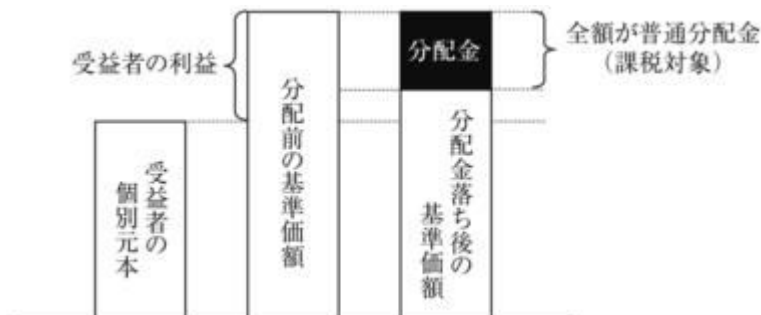 受益者の利益
分配前の基準価額
分配金
全額が普通分配金
（課税対象）
受益者の
個別元本
分配金落ち後の
基準価額